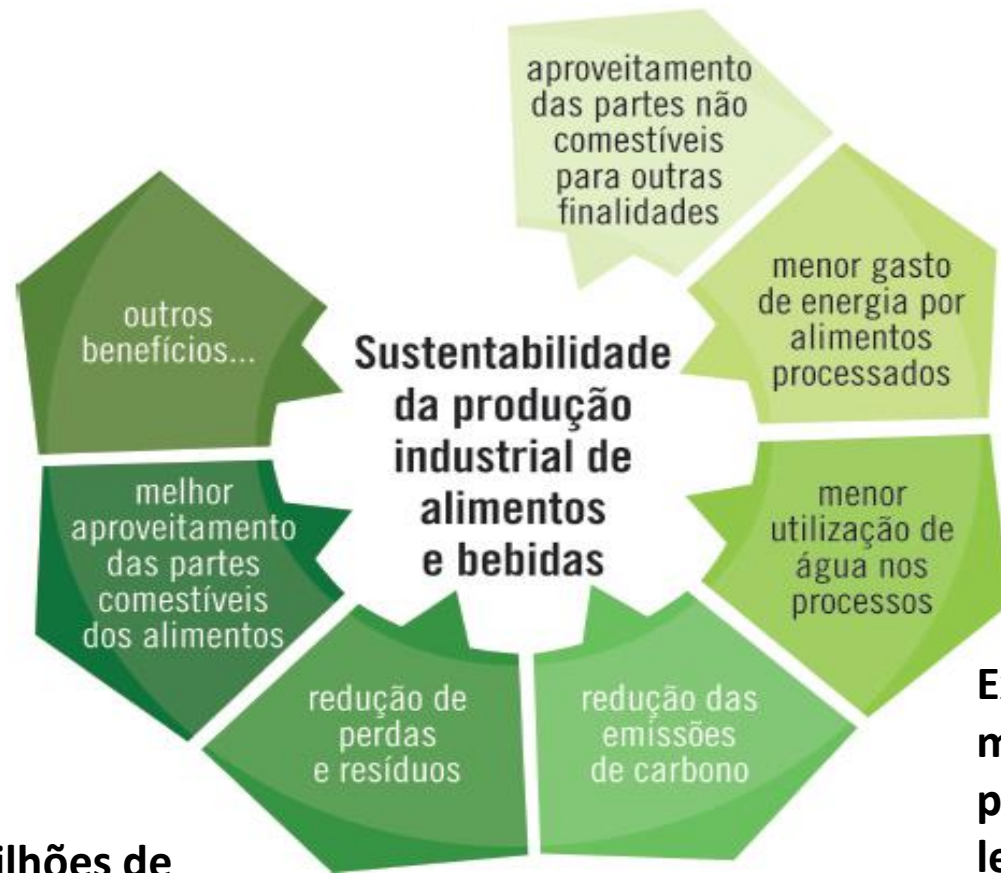 aproveitamento
das partes não
comestíveis
para outras
finalidades
menor gasto
de energia por
alimentos
processados
menor
utilização de
água nos
processos
redução das
emissões
de carbono
redução de
perdas
e resíduos
melhor
aproveitamento
das partes
comestíveis
dos alimentos
outros
benefícios...
Sustentabilidade
da produção
industrial de
alimentos
e bebidas
de